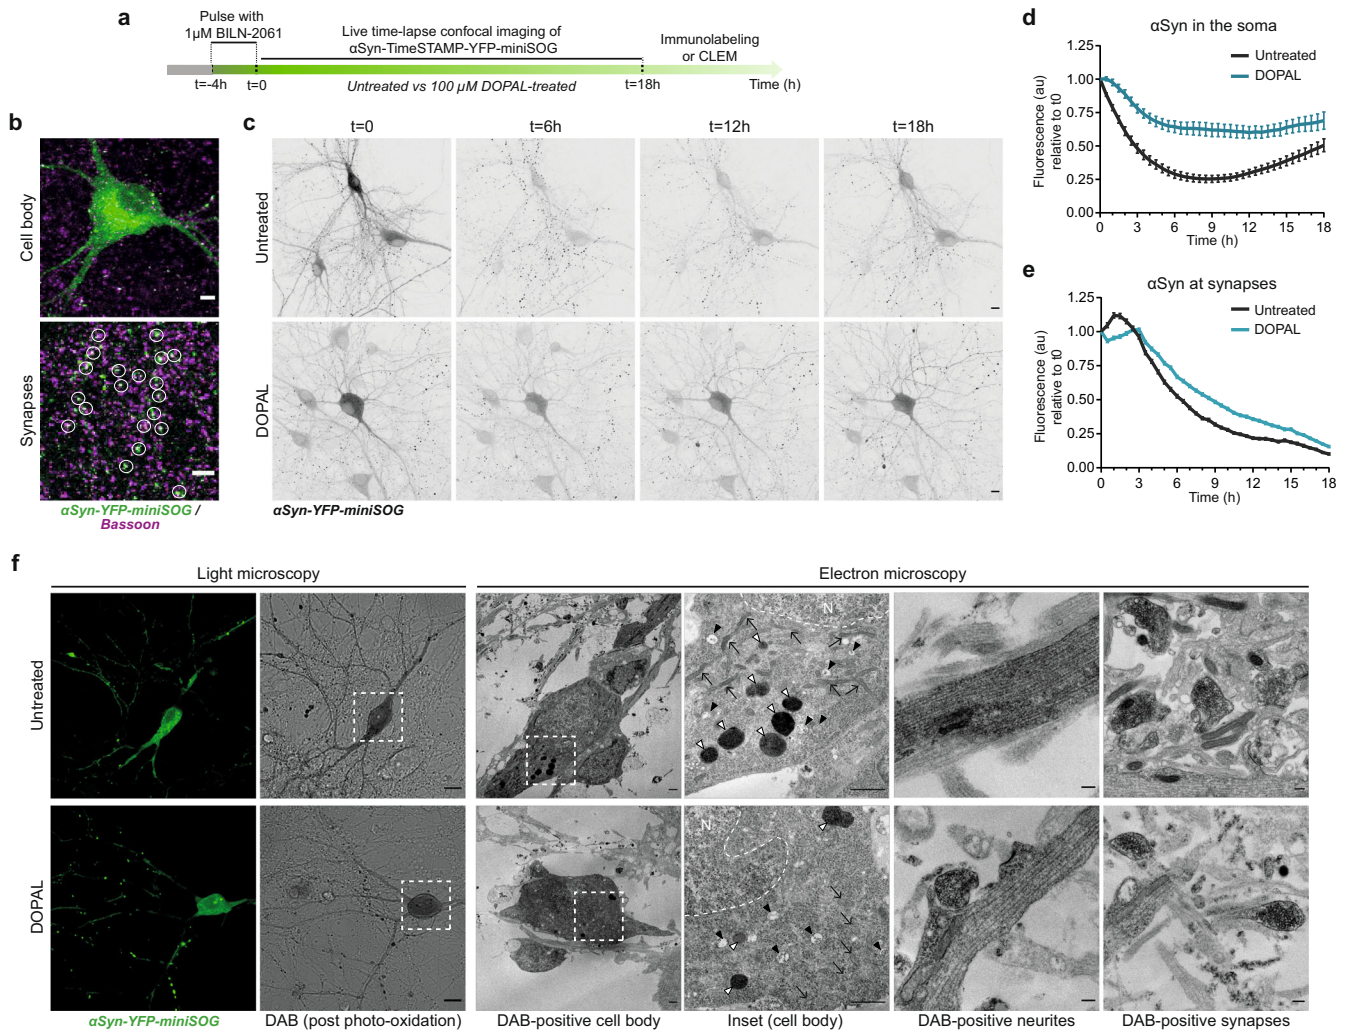 a
Pulse with
1µM BILN-2061
Live time-lapse confocal imaging of
αSyn-TimeSTAMP-YFP-miniSOG
Immunolabeling
or CLEM
t=-4h
t=0
Untreated vs 100 µM DOPAL-treated
t=18h
Time (h)
b
Cell body
Synapses
αSyn-YFP-miniSOG /
Bassoon
c
t=0
t=6h
t=12h
t=18h
Untreated
DOPAL
αSyn-YFP-miniSOG
d
αSyn in the soma
Fluorescence (au)
relative to t0
1.25
1.00
0.75
0.50
0.25
0.00
Untreated
DOPAL
0 3 6 9 12 15 18
Time (h)
e
αSyn at synapses
Fluorescence (au)
relative to t0
1.25
1.00
0.75
0.50
0.25
0.00
Untreated
DOPAL
0 3 6 9 12 15 18
Time (h)
f
Light microscopy
Electron microscopy
Untreated
N
DOPAL
N
αSyn-YFP-miniSOG
DAB (post photo-oxidation)
DAB-positive cell body
Inset (cell body)
DAB-positive neurites
DAB-positive synapses